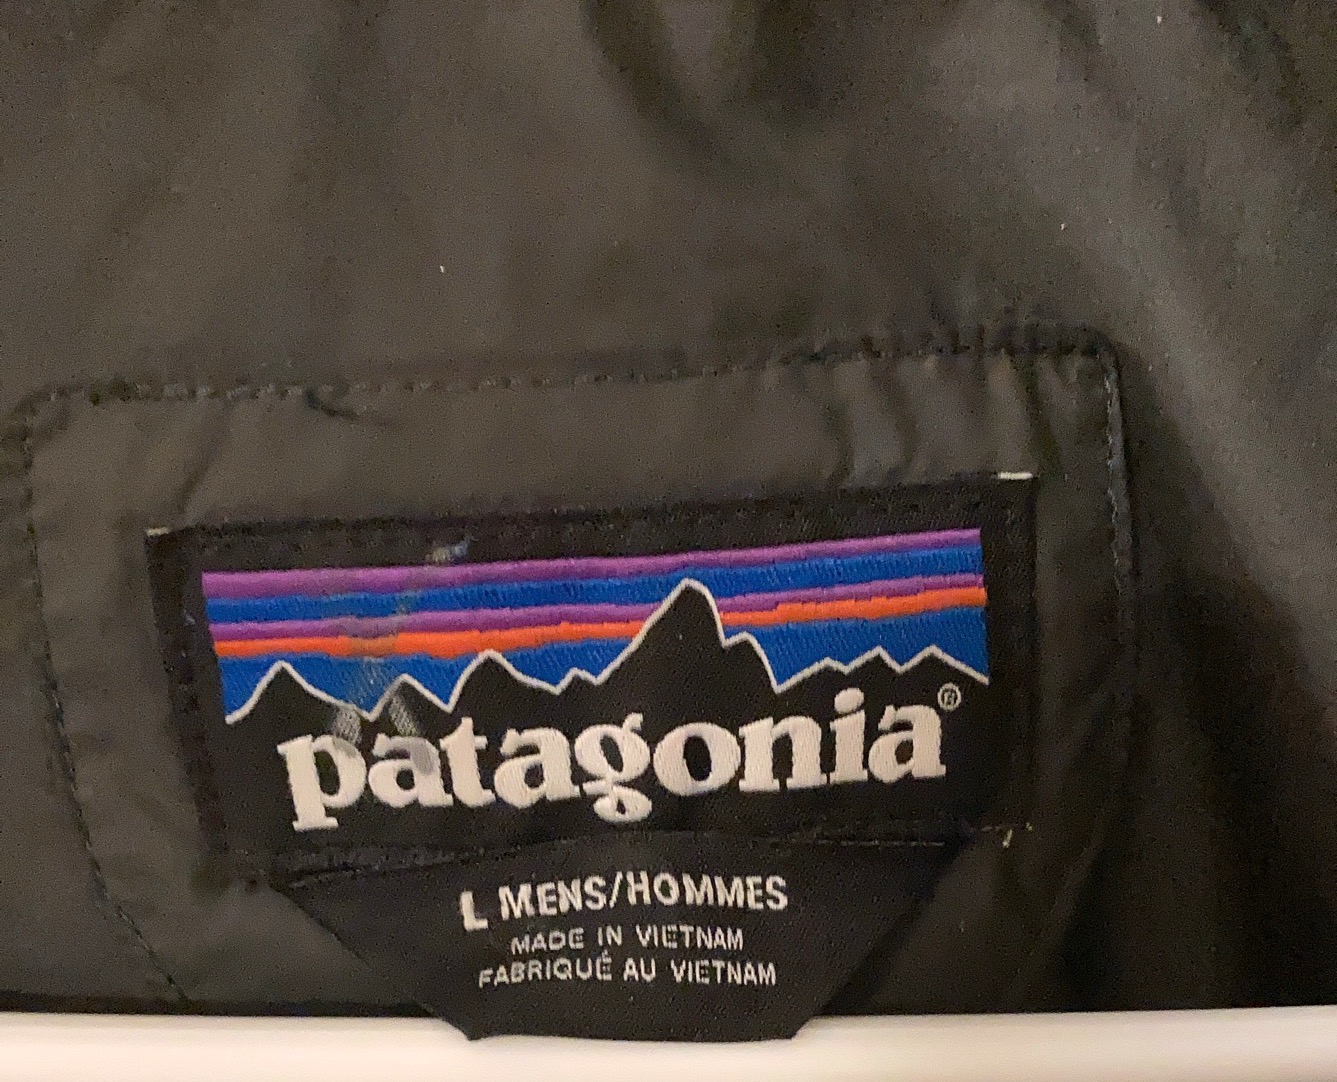 patagonia®
L MENS/HOMMES
MADE IN VIETNAM
FABRIQUÉ AU VIETNAM